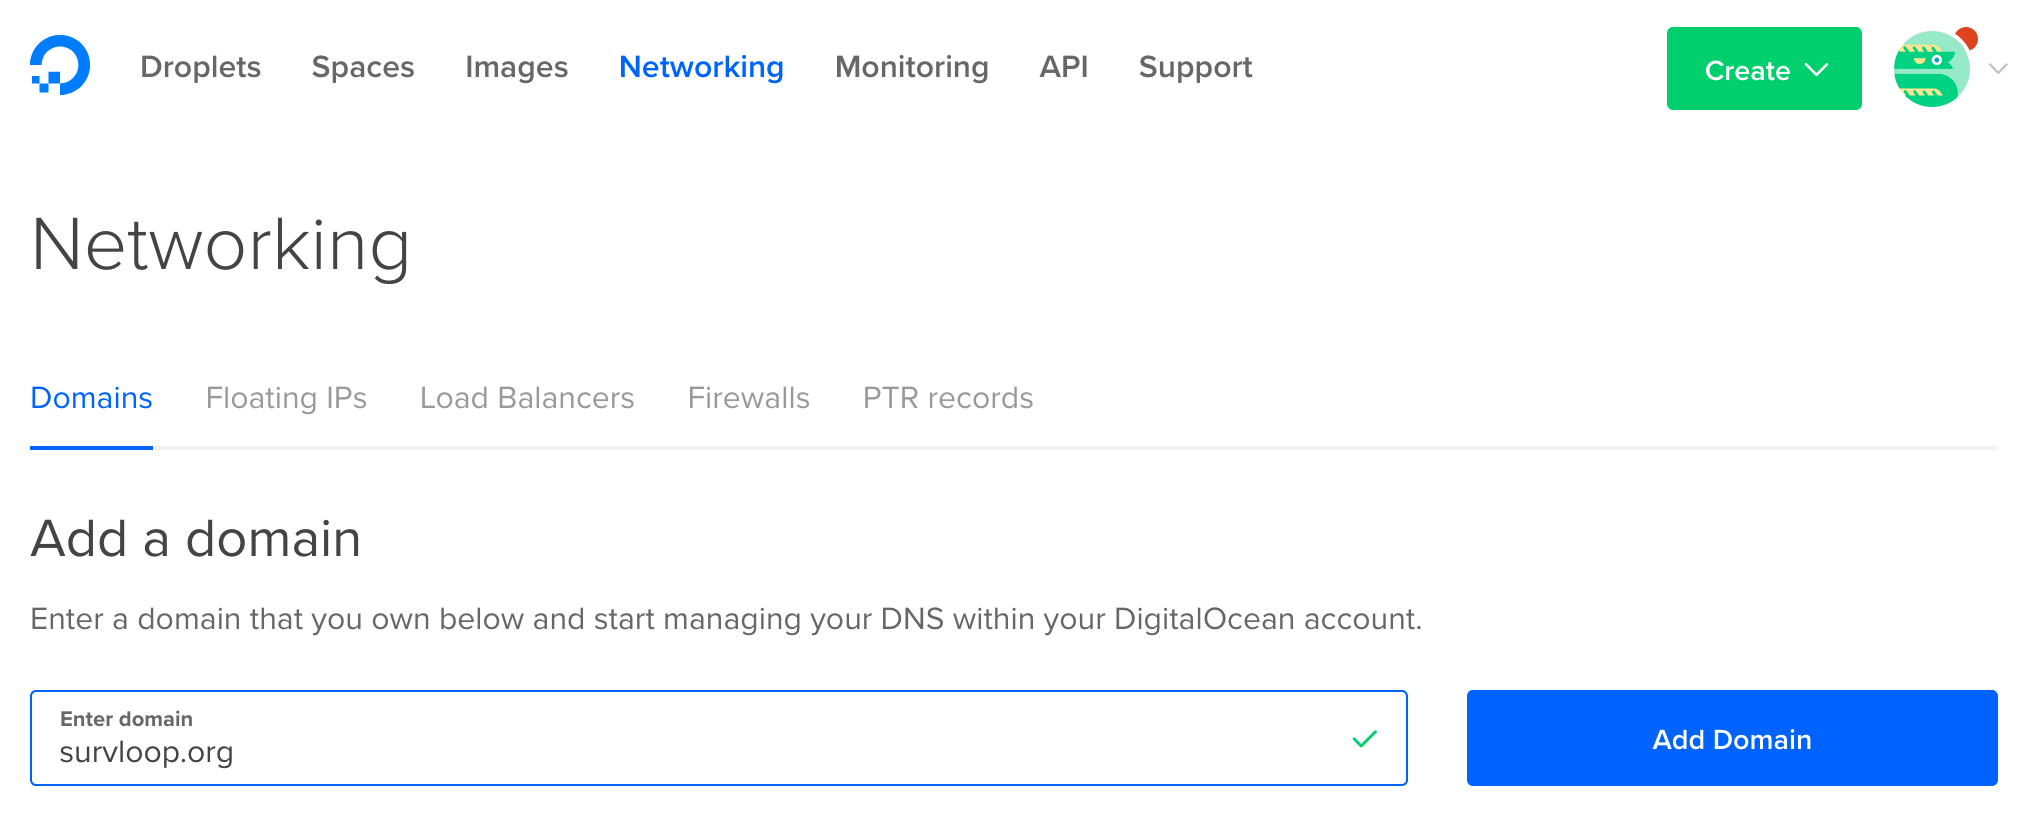 Droplets Spaces Images Networking Monitoring API Support Create
Networking
Domains Floating IPs Load Balancers Firewalls PTR records
Add a domain
Enter a domain that you own below and start managing your DNS within your DigitalOcean account.
Enter domain
survloop.org
Add Domain